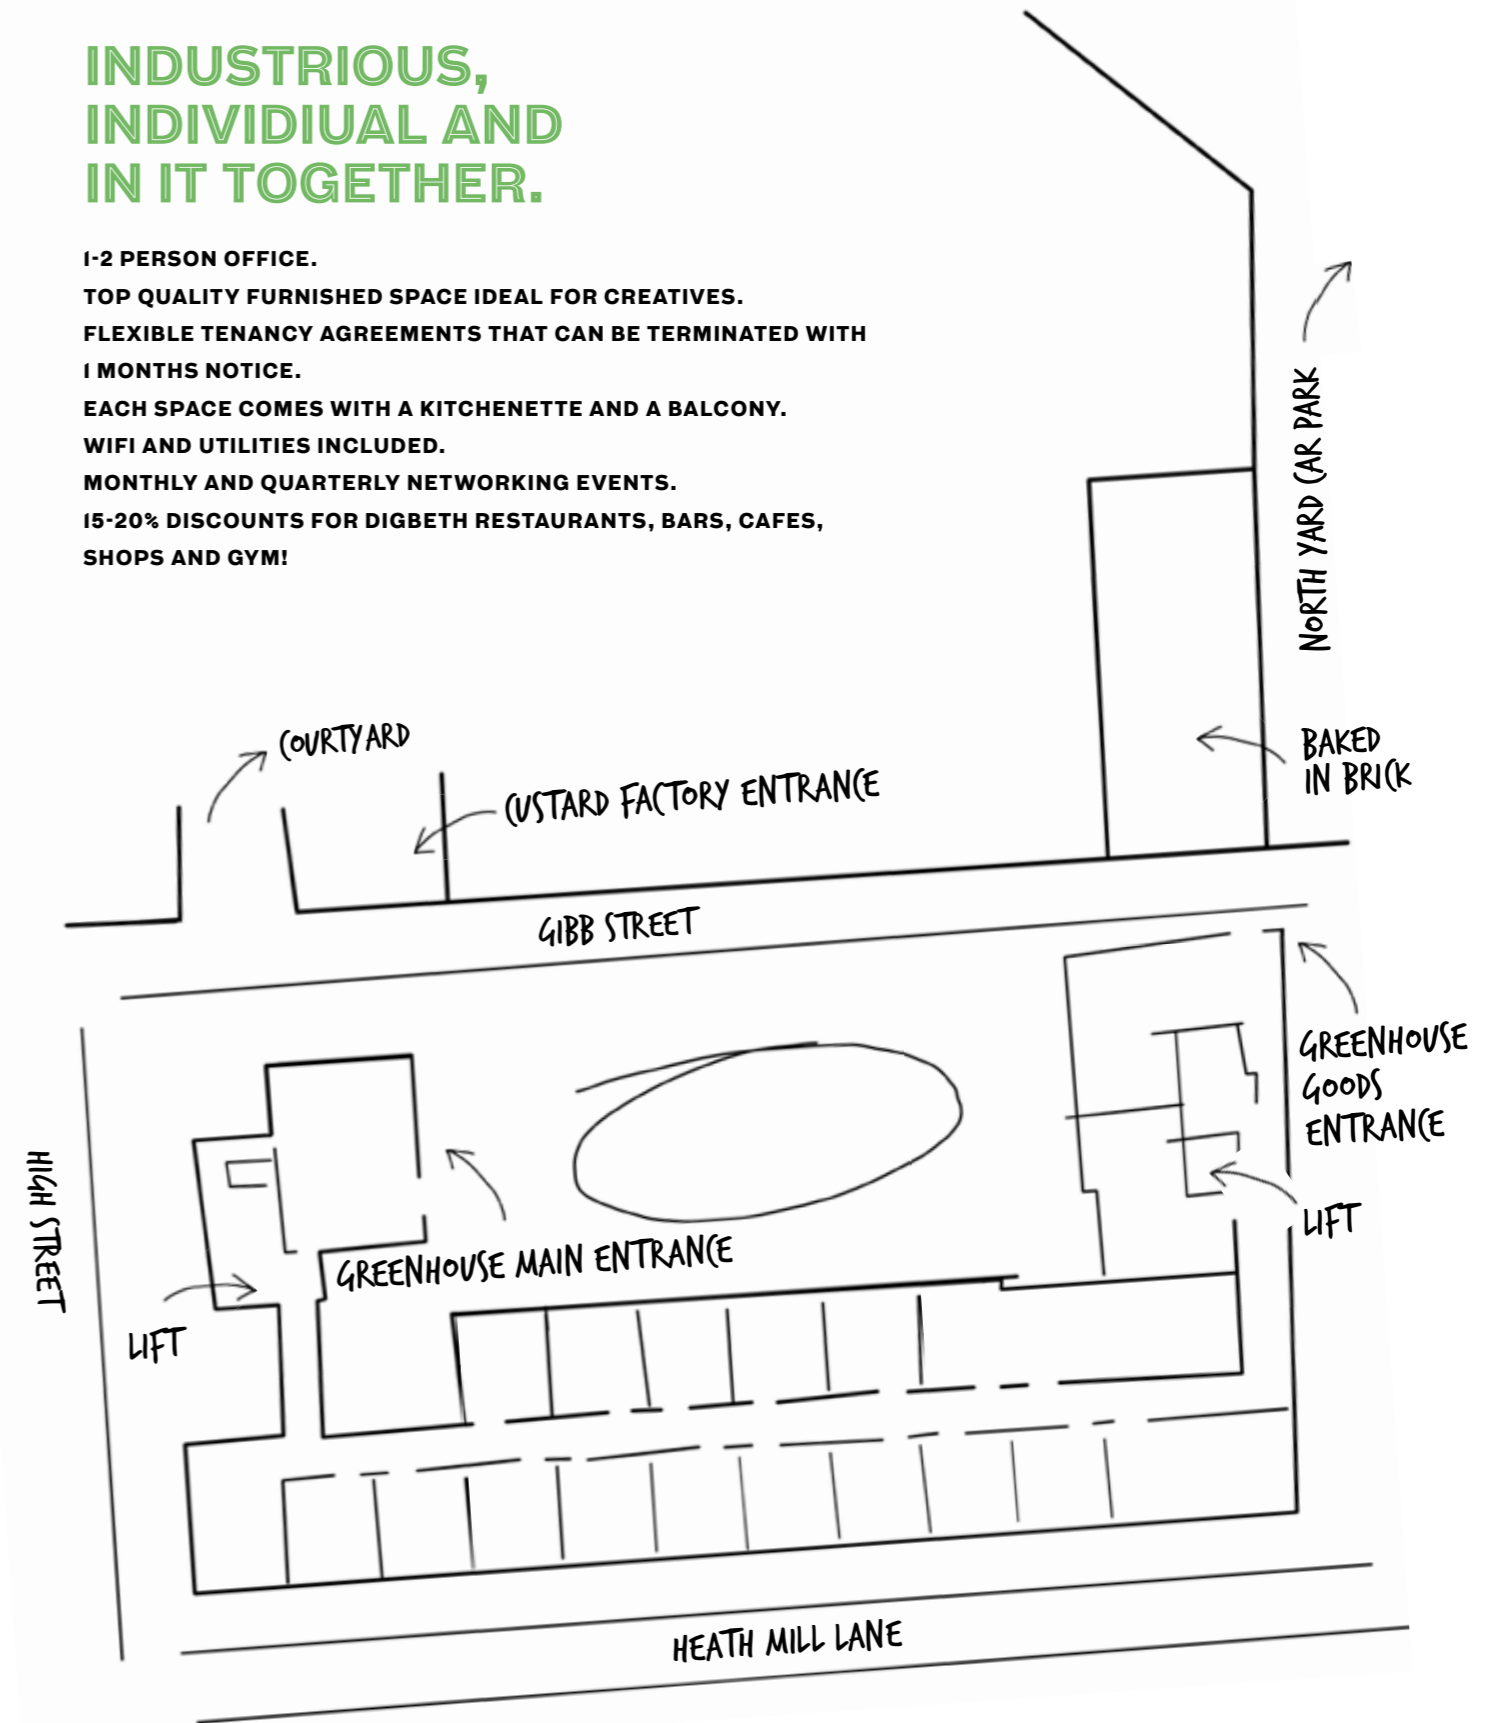 INDUSTRIOUS,
INDIVIDIUAL AND
IN IT TOGETHER.
1-2 PERSON OFFICE.
TOP QUALITY FURNISHED SPACE IDEAL FOR CREATIVES.
FLEXIBLE TENANCY AGREEMENTS THAT CAN BE TERMINATED WITH
1 MONTHS NOTICE.
EACH SPACE COMES WITH A KITCHENETTE AND A BALCONY.
WIFI AND UTILITIES INCLUDED.
MONTHLY AND QUARTERLY NETWORKING EVENTS.
15-20% DISCOUNTS FOR DIGBETH RESTAURANTS, BARS, CAFES,
SHOPS AND GYM!
NORTH YARD CAR PARK
COURTYARD
BAKED
IN BRICK
CUSTARD FACTORY ENTRANCE
GIBB STREET
GREENHOUSE
GOODS
ENTRANCE
HIGH STREET
LIFT
GREENHOUSE MAIN ENTRANCE
LIFT
HEATH MILL LANE